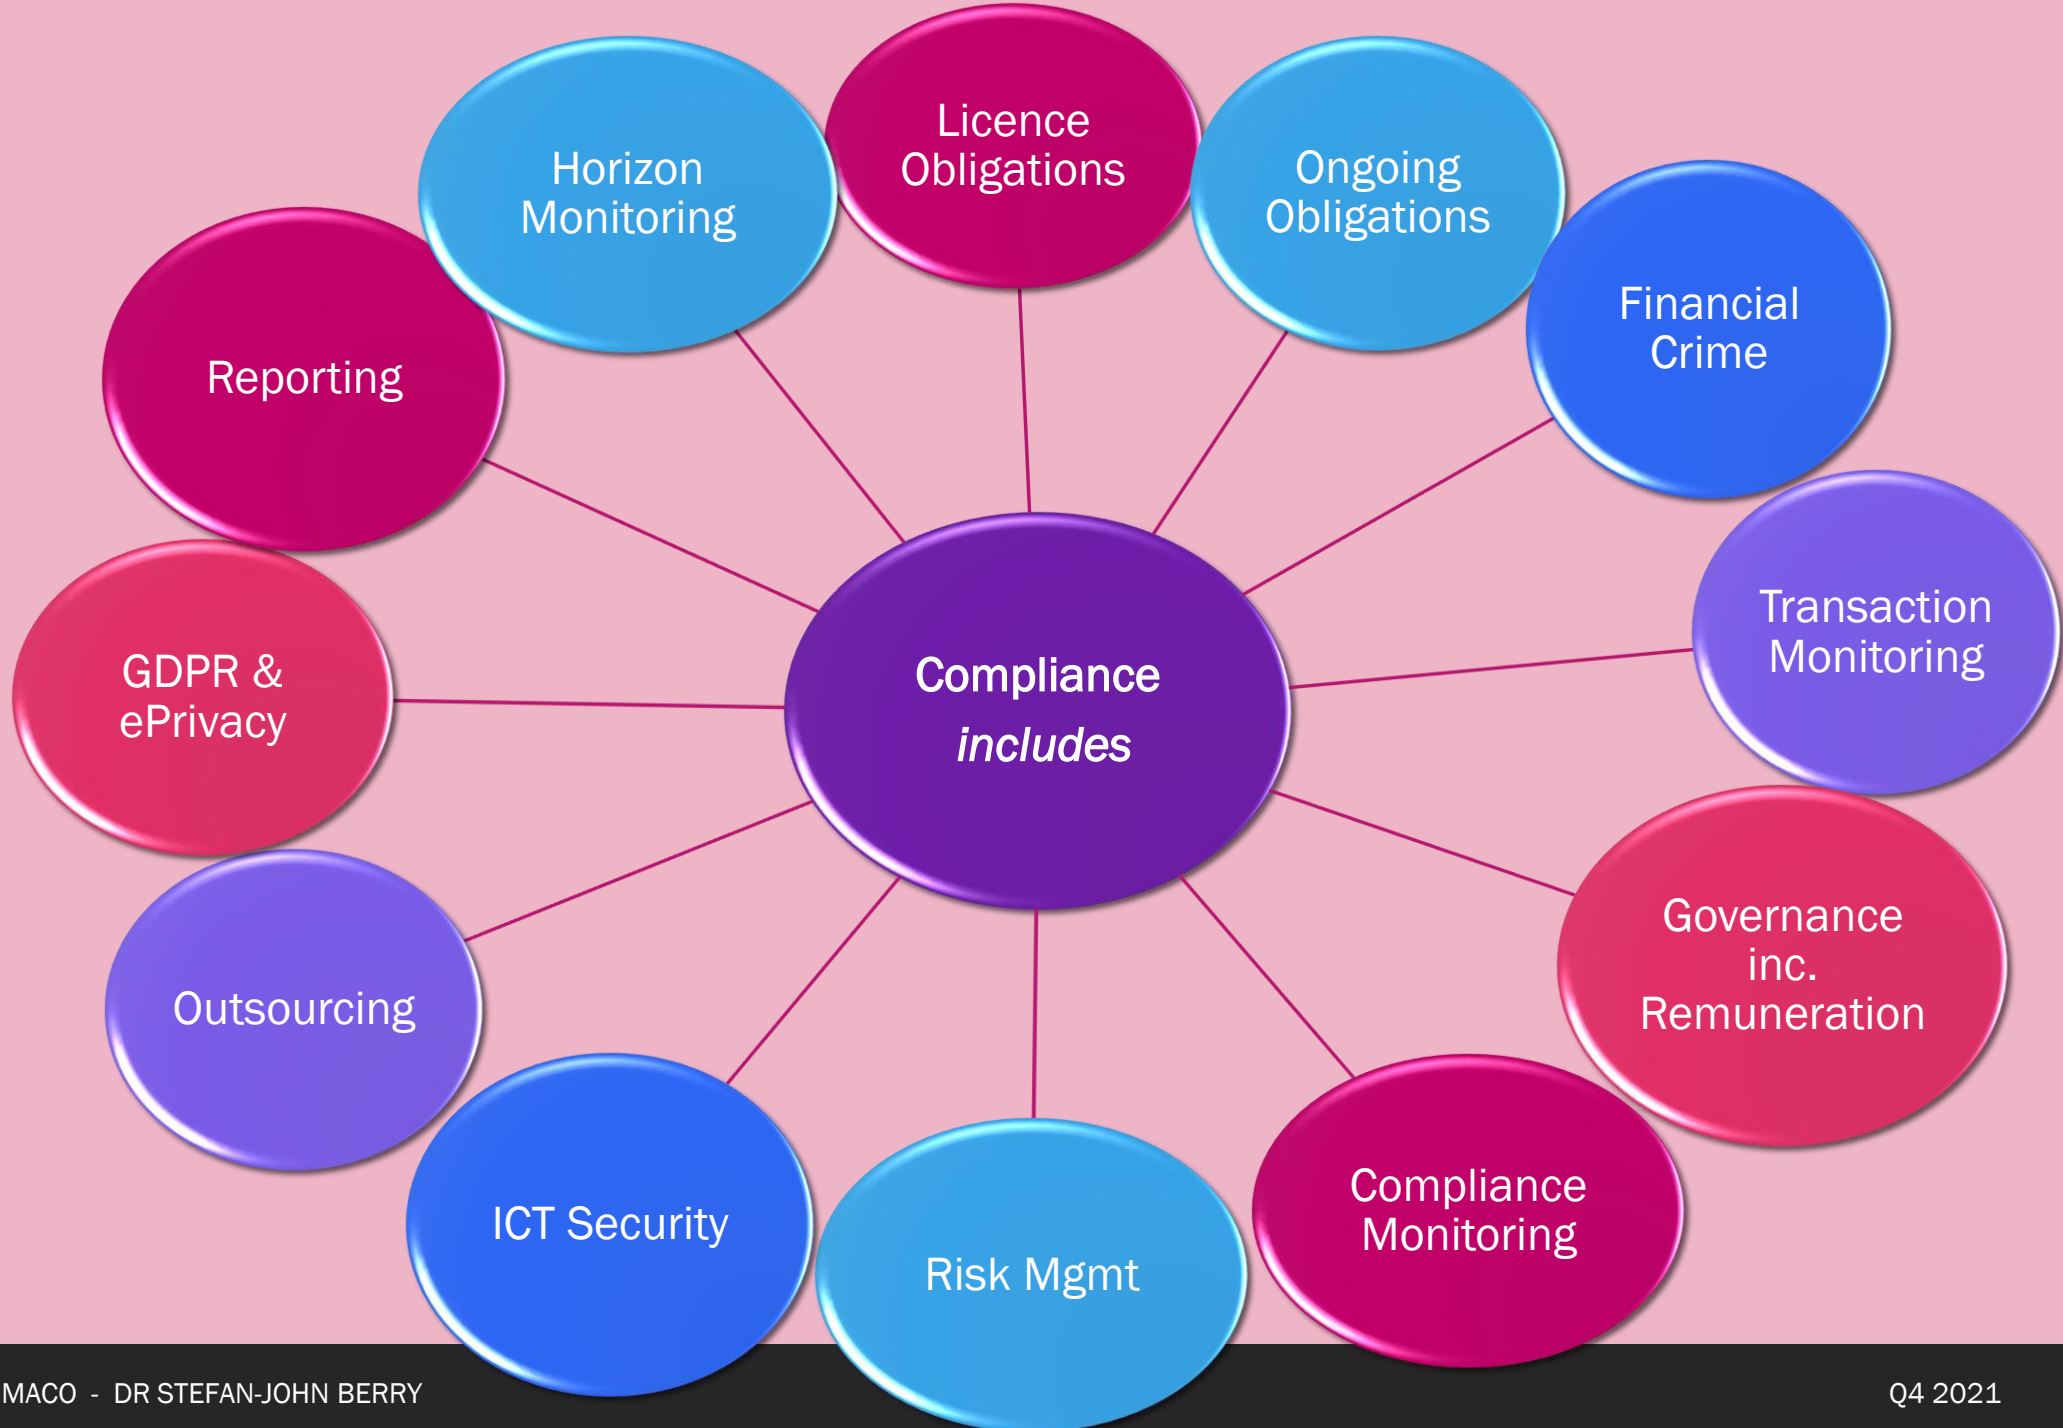 Licence
Obligations
Horizon
Monitoring
Ongoing
Obligations
Financial
Crime
Reporting
Transaction
Monitoring
GDPR &
ePrivacy
Compliance
includes
Governance
inc.
Remuneration
Outsourcing
Compliance
Monitoring
ICT Security
Risk Mgmt
MACO - DR STEFAN-JOHN BERRY
Q4 2021